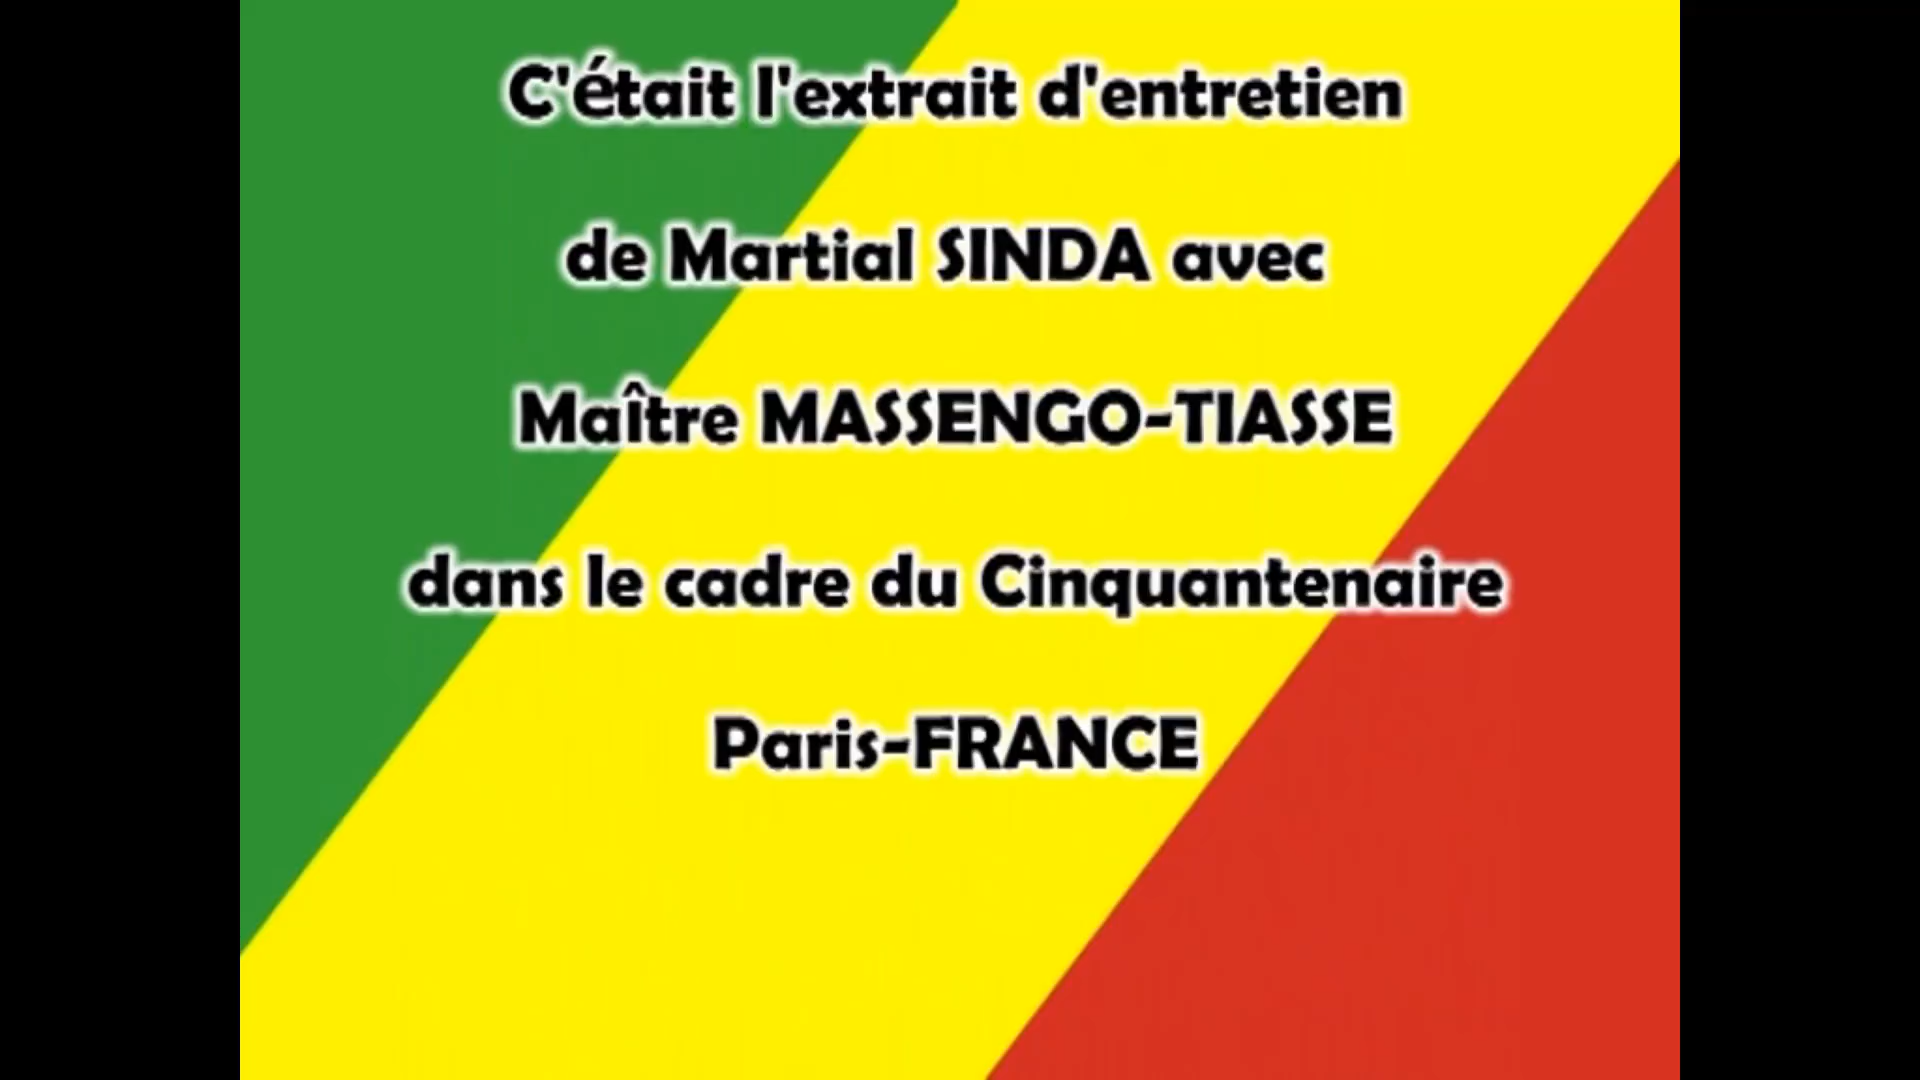 C'était l'extrait d'entretien
de Martial SINDA avec
Maître MASSENGO-TIASSE
dans le cadre du Cinquantenaire
Paris-FRANCE